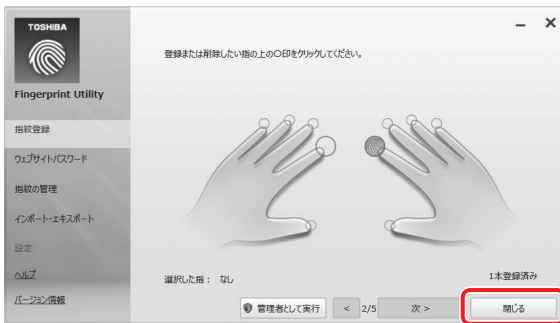 TOSHIBA
Fingerprint Utility
指紋登録
ウェブサイトパスワード
指紋の管理
インポート・エキスポート
設定
ヘルプ
バージョン情報
登録または削除したい指の上の○印をクリックしてください。
選択した指： なし
1本登録済み
管理者として実行
<
2/5
次 >
閉じる